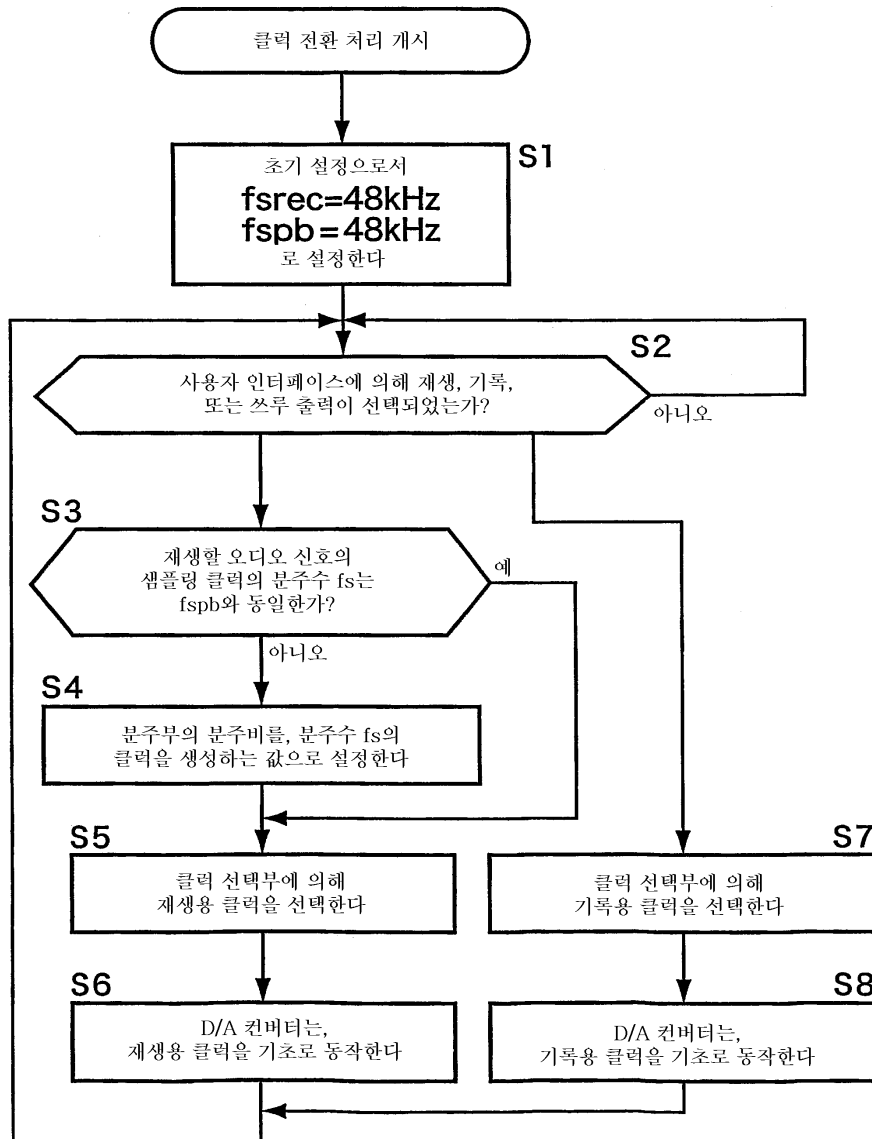 클럭 전환 처리 개시
S1
초기 설정으로서
fsrec=48kHz
fspb=48kHz
로 설정한다
S2
사용자 인터페이스에 의해 재생, 기록,
또는 쓰루 출력이 선택되었는가?
아니오
S3
재생할 오디오 신호의
샘플링 클럭의 분주수 fs는
fspb와 동일한가?
예
아니오
S4
분주부의 분주비를, 분주수 fs의
클럭을 생성하는 값으로 설정한다
S5
클럭 선택부에 의해
재생용 클럭을 선택한다
S7
클럭 선택부에 의해
기록용 클럭을 선택한다
S6
D/A 컨버터는,
재생용 클럭을 기초로 동작한다
S8
D/A 컨버터는,
기록용 클럭을 기초로 동작한다